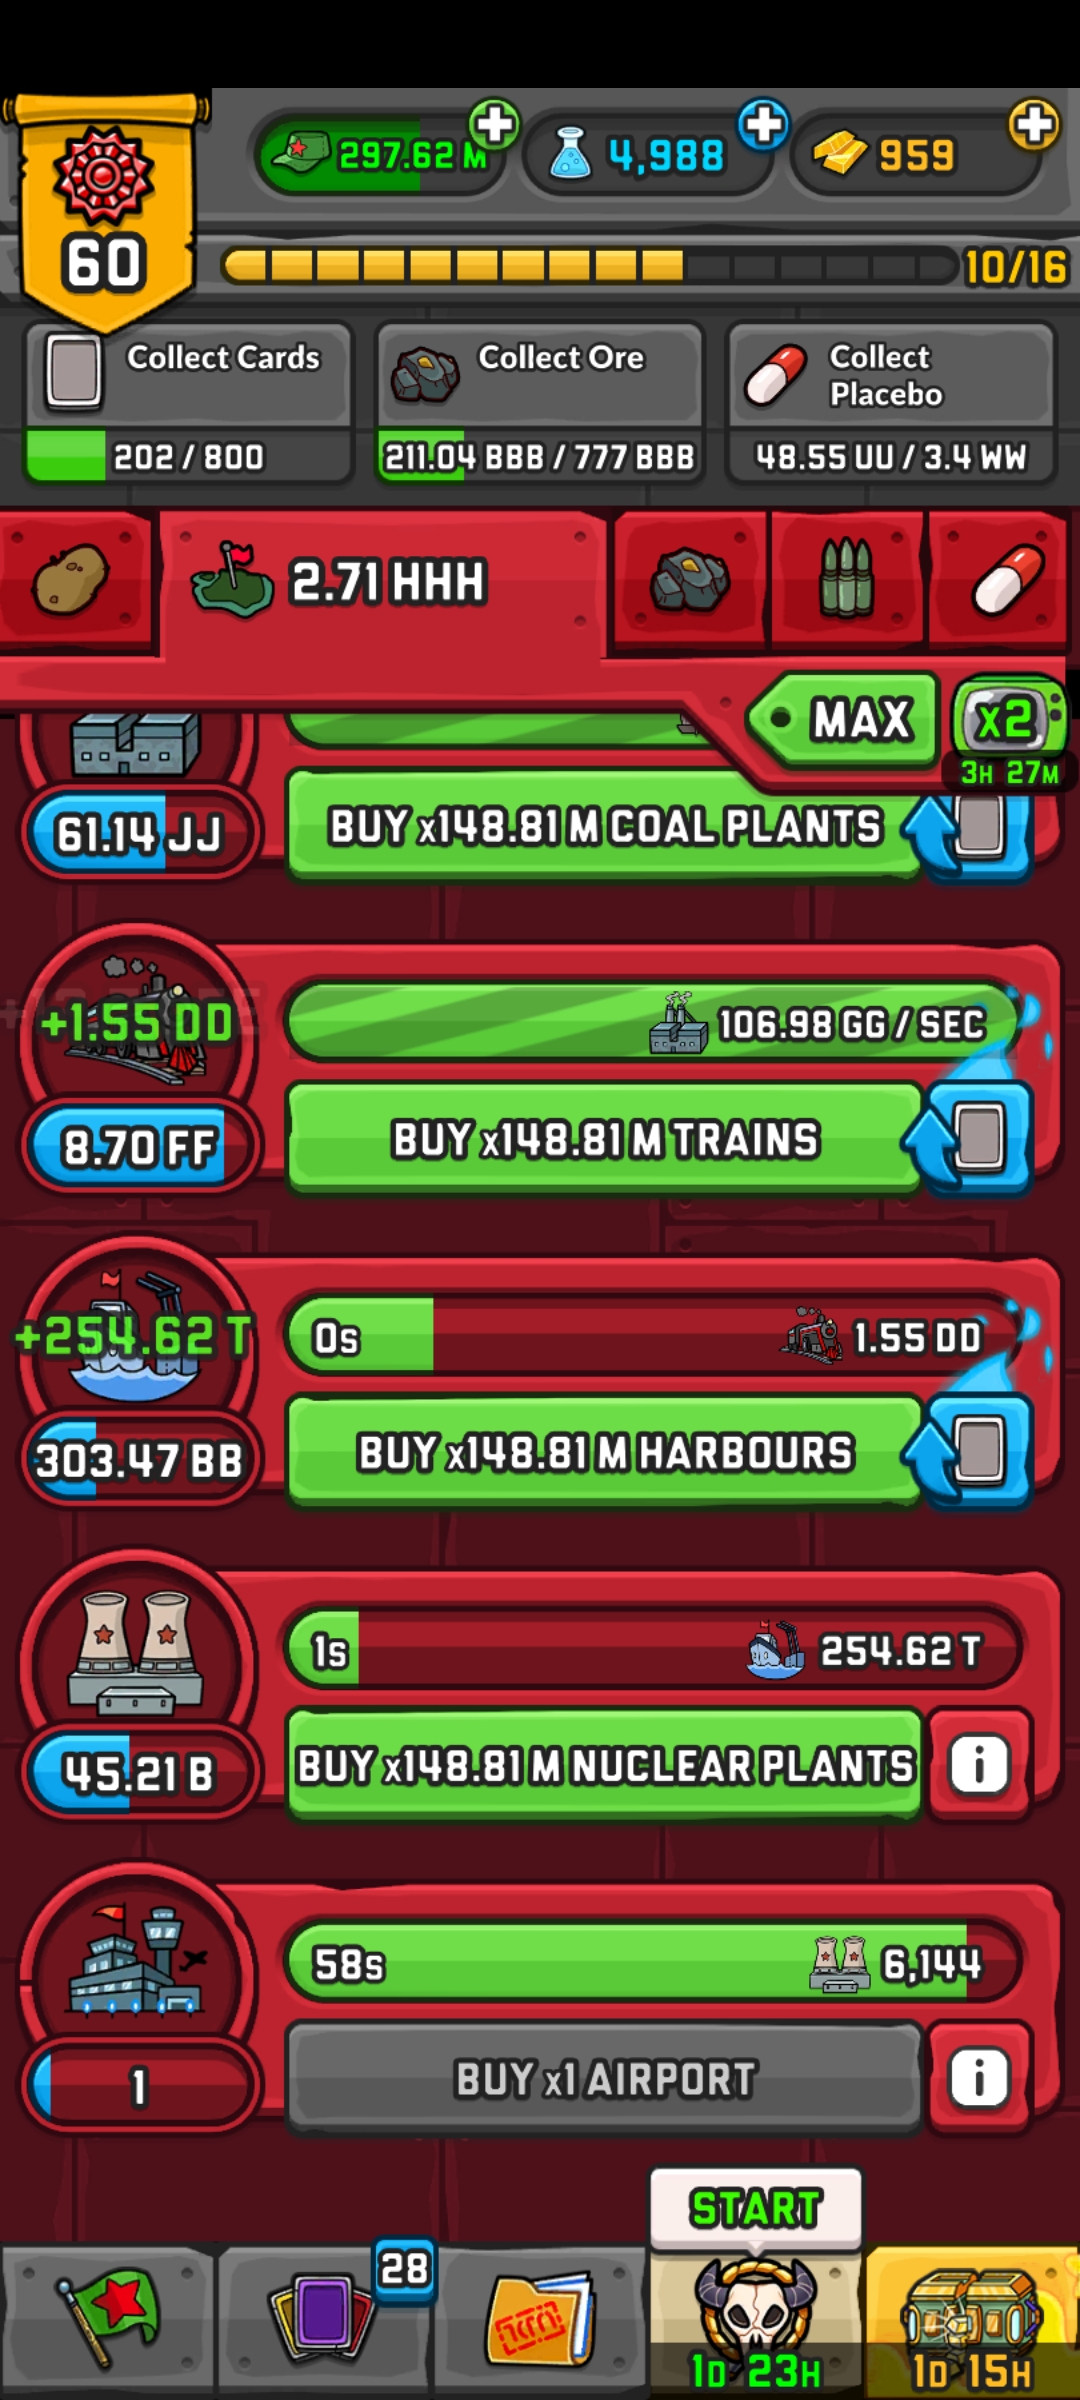 297.62 M
4,988
959
60
10/16
Collect Cards
202 / 800
Collect Ore
211.04 BBB / 777 BBB
Collect
Placebo
48.55 UU / 3.4 WW
2.71 HHH
MAX
x2
3H 27M
61.14 JJ
BUY x148.81 M COAL PLANTS
+1.55 DD
106.98 GG / SEC
8.70 FF
BUY x148.81 M TRAINS
+254.62 T
0s
1.55 DD
303.47 BB
BUY x148.81 M HARBOURS
1s
254.62 T
45.21 B
BUY x148.81 M NUCLEAR PLANTS
i
58s
6,144
1
BUY x1 AIRPORT
i
START
28
1D 23H
1D 15H